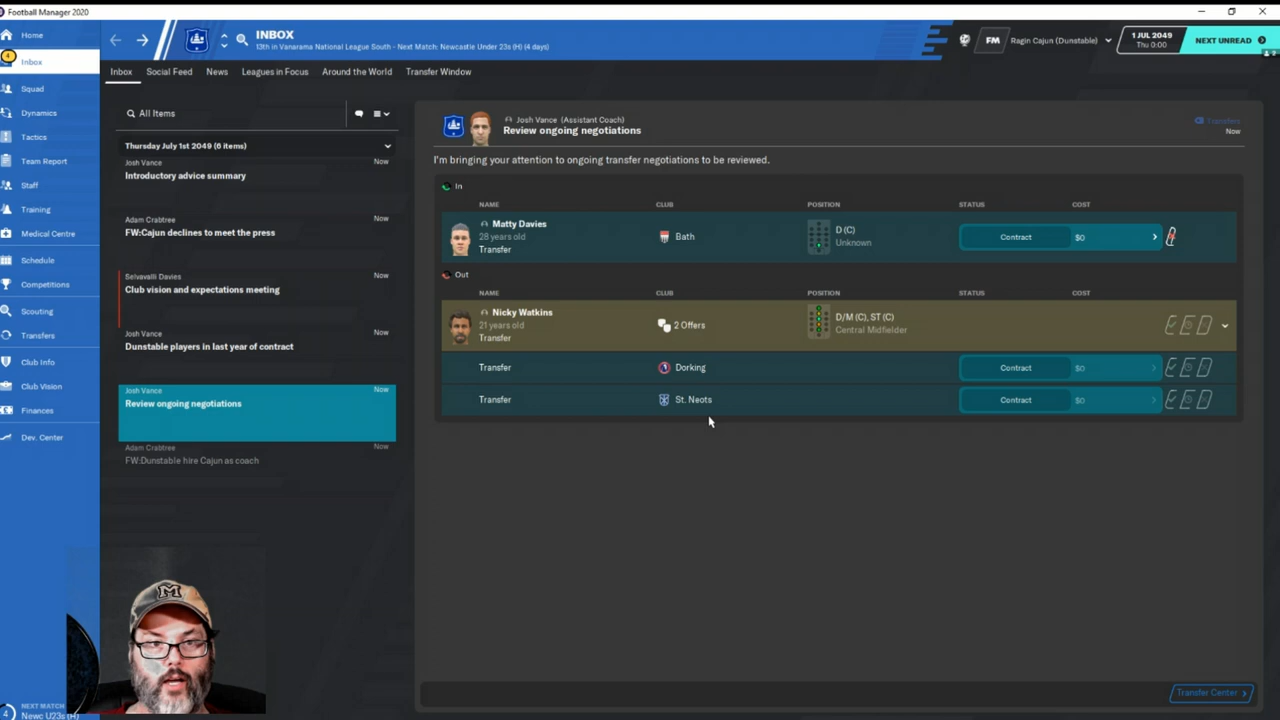 Football Manager 2020
Home
4
Inbox
Squad
Dynamics
Tactics
Team Report
Staff
Training
Medical Centre
Schedule
Competitions
Scouting
Transfers
Club Info
Club Vision
Finances
Dev. Center
4
NEXT MATCH
Newc U23s (H)
INBOX
13th in Vanarama National League South - Next Match: Newcastle Under 23s (H) (4 days)
FM
Ragin Cajun (Dunstable)
1 JUL 2049
Thu 0:00
NEXT UNREAD
Inbox
Social Feed
News
Leagues in Focus
Around the World
Transfer Window
All Items
Thursday July 1st 2049 (6 items)
Josh Vance
Now
Introductory advice summary
Adam Crabtree
Now
FW:Cajun declines to meet the press
Selvavalli Davies
Now
Club vision and expectations meeting
Josh Vance
Now
Dunstable players in last year of contract
Josh Vance
Now
Review ongoing negotiations
Adam Crabtree
Now
FW:Dunstable hire Cajun as coach
Josh Vance (Assistant Coach)
Review ongoing negotiations
Transfers
Now
I'm bringing your attention to ongoing transfer negotiations to be reviewed.
In
NAME CLUB POSITION STATUS COST
Matty Davies
28 years old
Transfer
Bath
D (C)
Unknown
Contract
$0
Out
NAME CLUB POSITION STATUS COST
Nicky Watkins
21 years old
Transfer
2 Offers
D/M (C), ST (C)
Central Midfielder
Transfer Dorking Contract $0
Transfer St. Neots Contract $0
Transfer Center
M